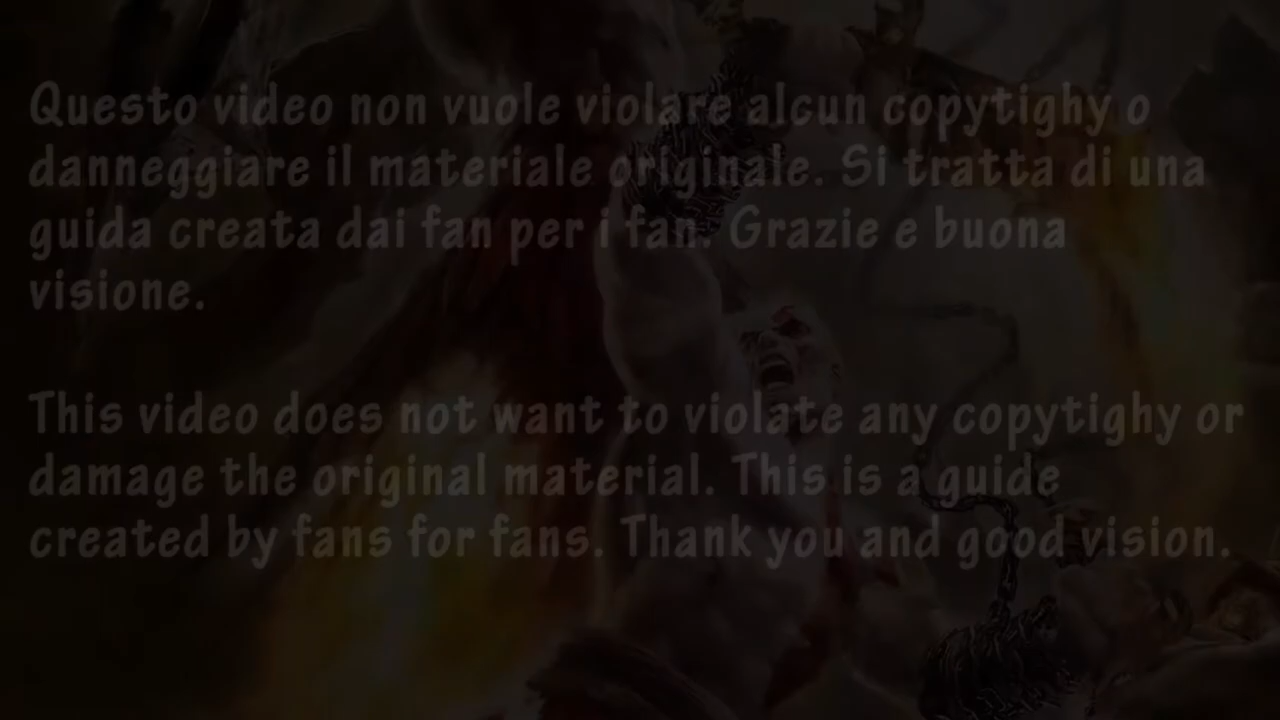 Questo video non vuole violare alcun copytighy o
danneggiare il materiale originale. Si tratta di una
guida creata dai fan per i fan. Grazie e buona
visione.
This video does not want to violate any copytighy or
damage the original material. This is a guide
created by fans for fans. Thank you and good vision.